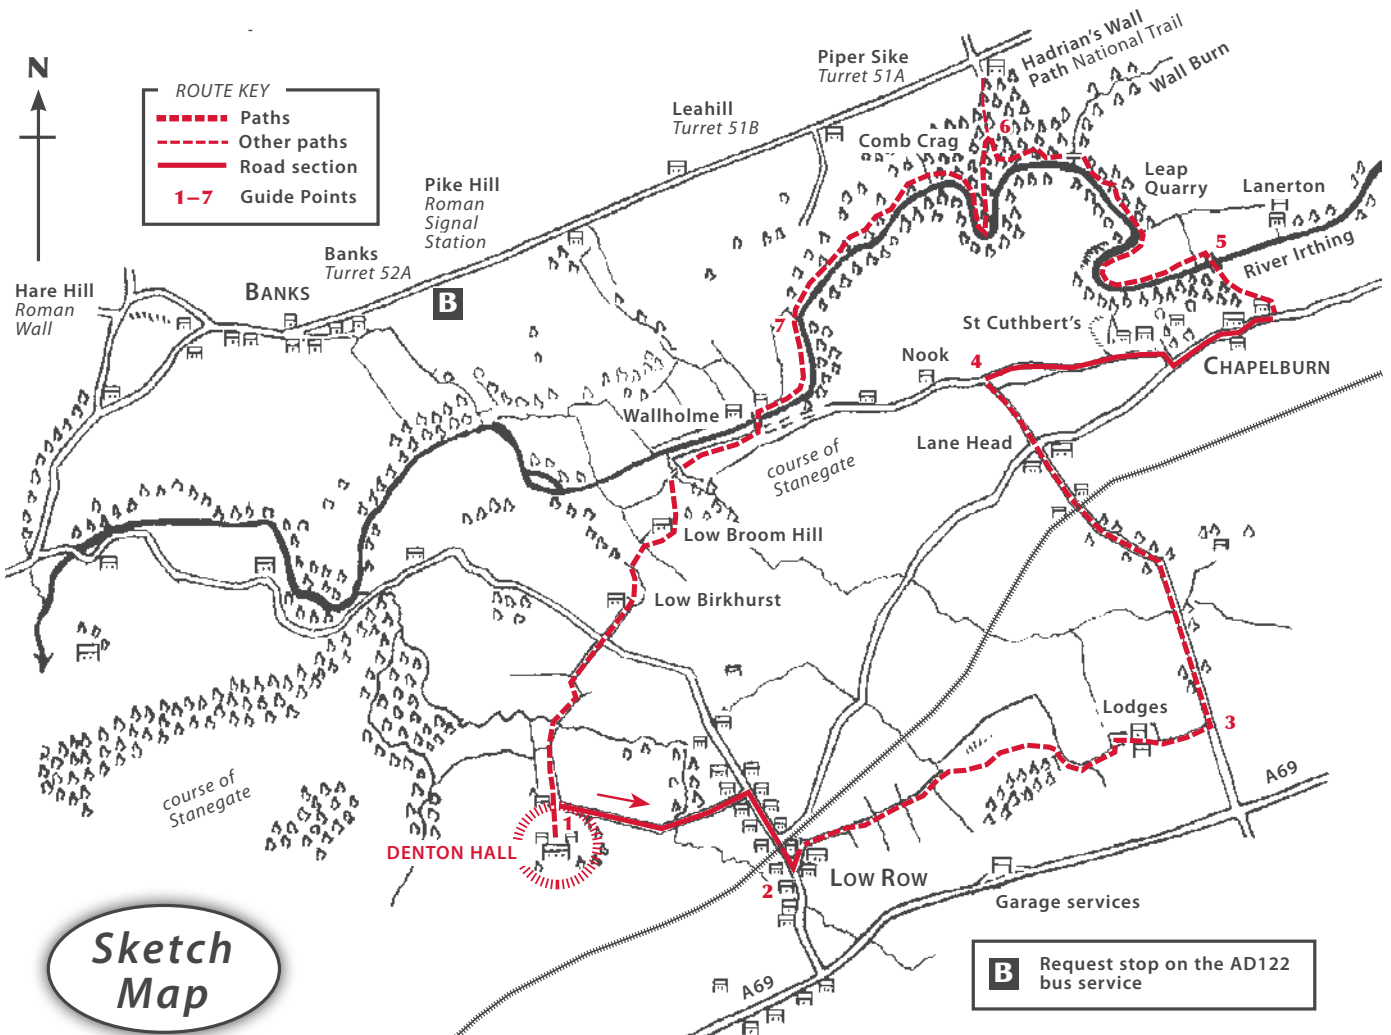 N
ROUTE KEY
Paths
Other paths
Road section
1–7 Guide Points
Piper Sike
Turret 51A
Hadrian's Wall
Path National Trail
Wall Burn
Leahill
Turret 51B
Comb Crag
6
Leap
Quarry
Lanerton
Pike Hill
Roman
Signal
Station
5
River Irthing
Banks
Turret 52A
BANKS
B
Hare Hill
Roman
Wall
7
St Cuthbert's
Nook
4
CHAPELBURN
Wallholme
Lane Head
course of
Stanegate
Low Broom Hill
Low Birkhurst
Lodges
3
A69
course of
Stanegate
1
DENTON HALL
2
LOW ROW
Garage services
Sketch
Map
A69
B Request stop on the AD122
bus service